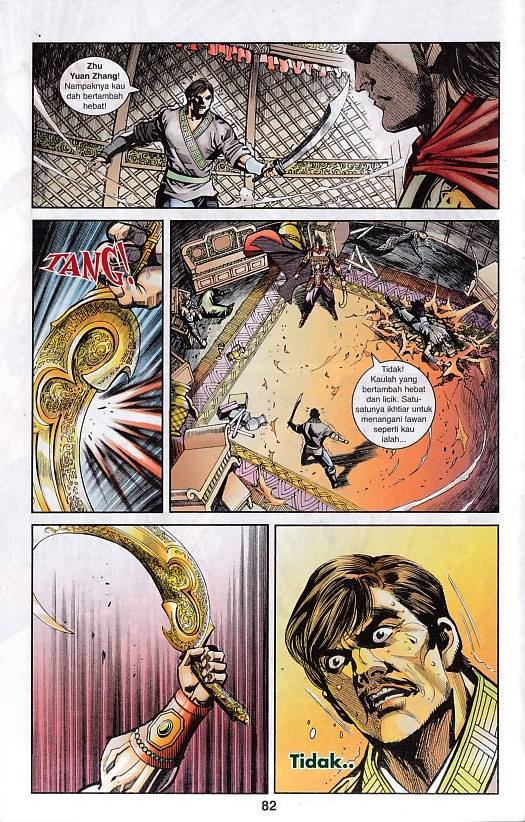 Zhu
Yuan Zhang!
Nampaknya kau
dah bertambah
hebat!
TANG!
Tidak!
Kaulah yang
bertambah hebat
dan licik. Satu-
satunya ikhtiar untuk
menangani lawan
seperti kau
ialah...
Tidak..
82